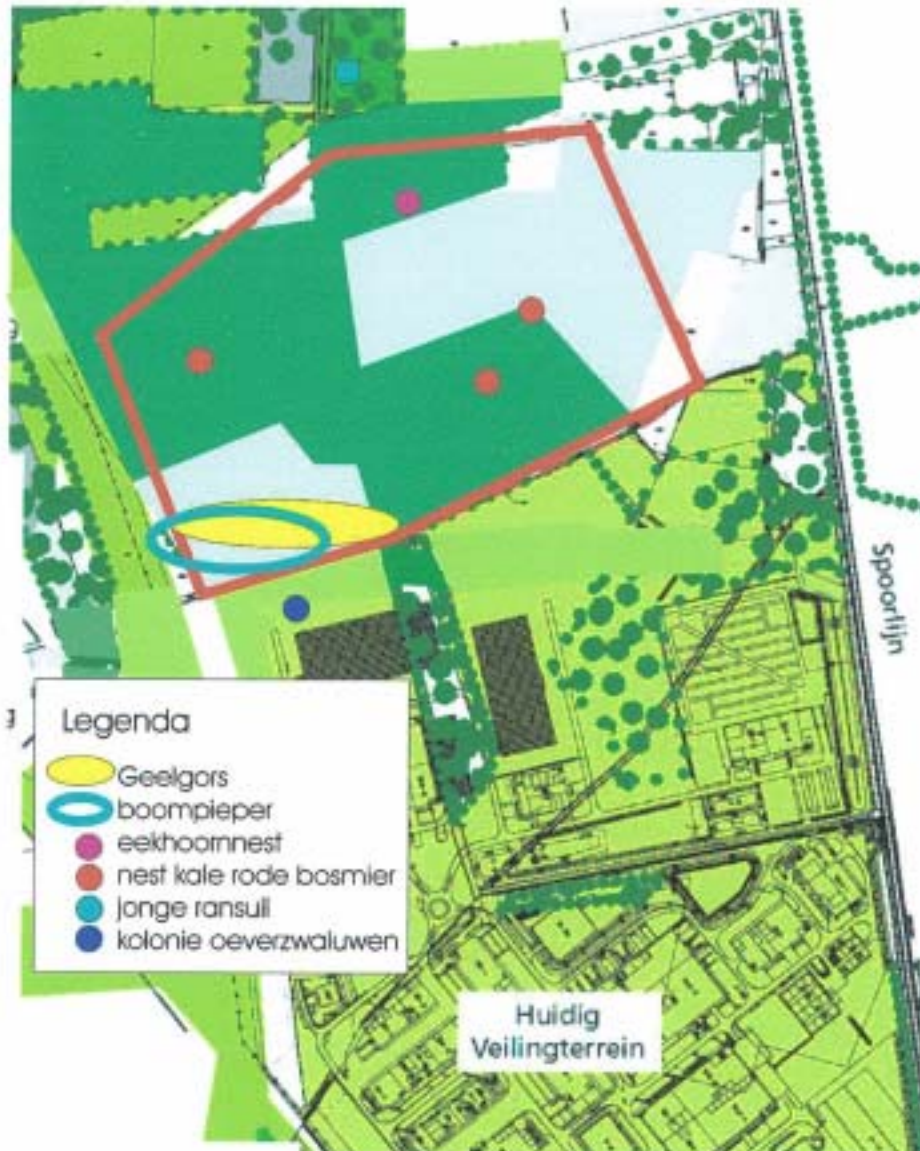 Spoorlijn
Legenda
Geelgors
boompieper
eekhoornnest
nest kale rode bosmier
jonge ransuil
kolonie oeverzwaluwen
Huidig
Veilingterrein